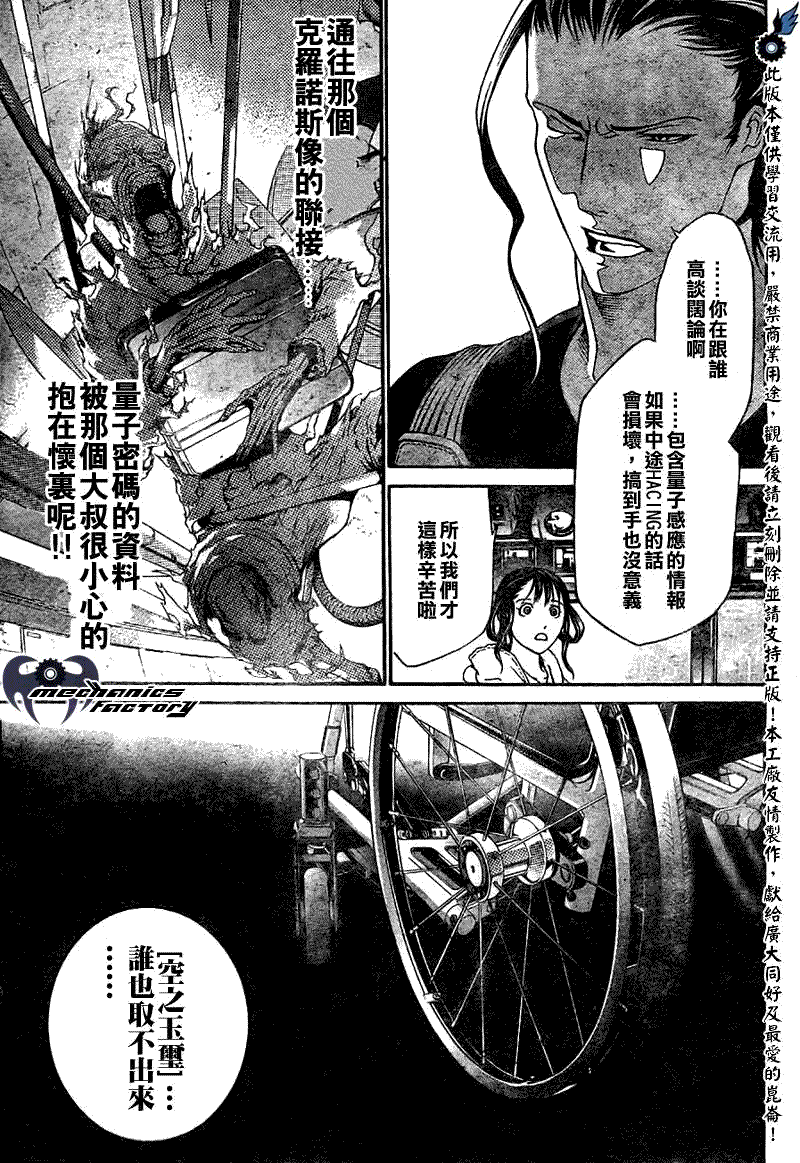 ……你在跟誰
高談闊論啊
……包含量子感應的情報
如果中途HACING的話
會損壞，搞到手也沒意義
所以我們才
這樣辛苦啦
通往那個
克羅諾斯像的聯接……
量子密碼的資料
被那個大叔很小心的
抱在懷裏呢!!
mechanics
factory
[空之玉璽]…
誰也取不出來
……
此版本僅供學習交流用，嚴禁商業用途，觀看後請立刻刪除並請支持正版！本工廠友情製作，獻給廣大同好及最愛的崑崙！